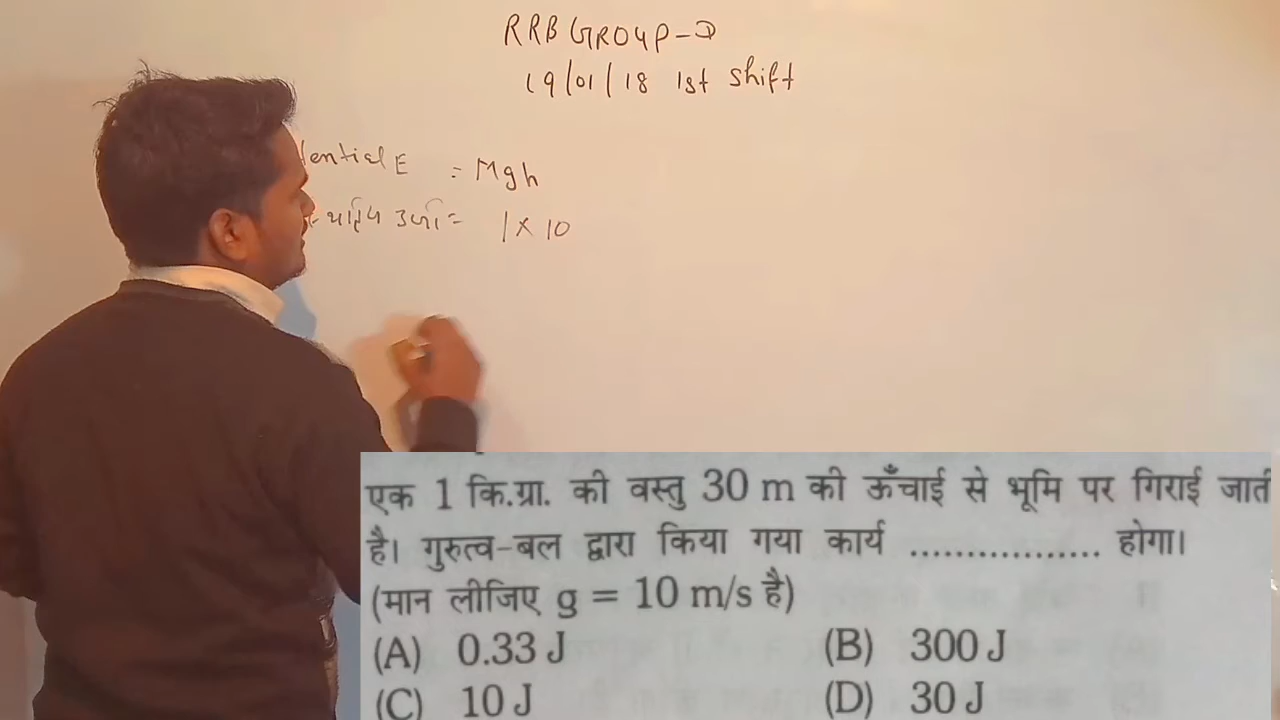 RRB GROUP-D
19/01/18 1st shift
E = Mgh
= 1 × 10
एक 1 कि.ग्रा. की वस्तु 30 m की ऊँचाई से भूमि पर गिराई जाती
है। गुरुत्व-बल द्वारा किया गया कार्य .................. होगा।
(मान लीजिए g = 10 m/s है)
(A) 0.33 J
(B) 300 J
(C) 10 J
(D) 30 J